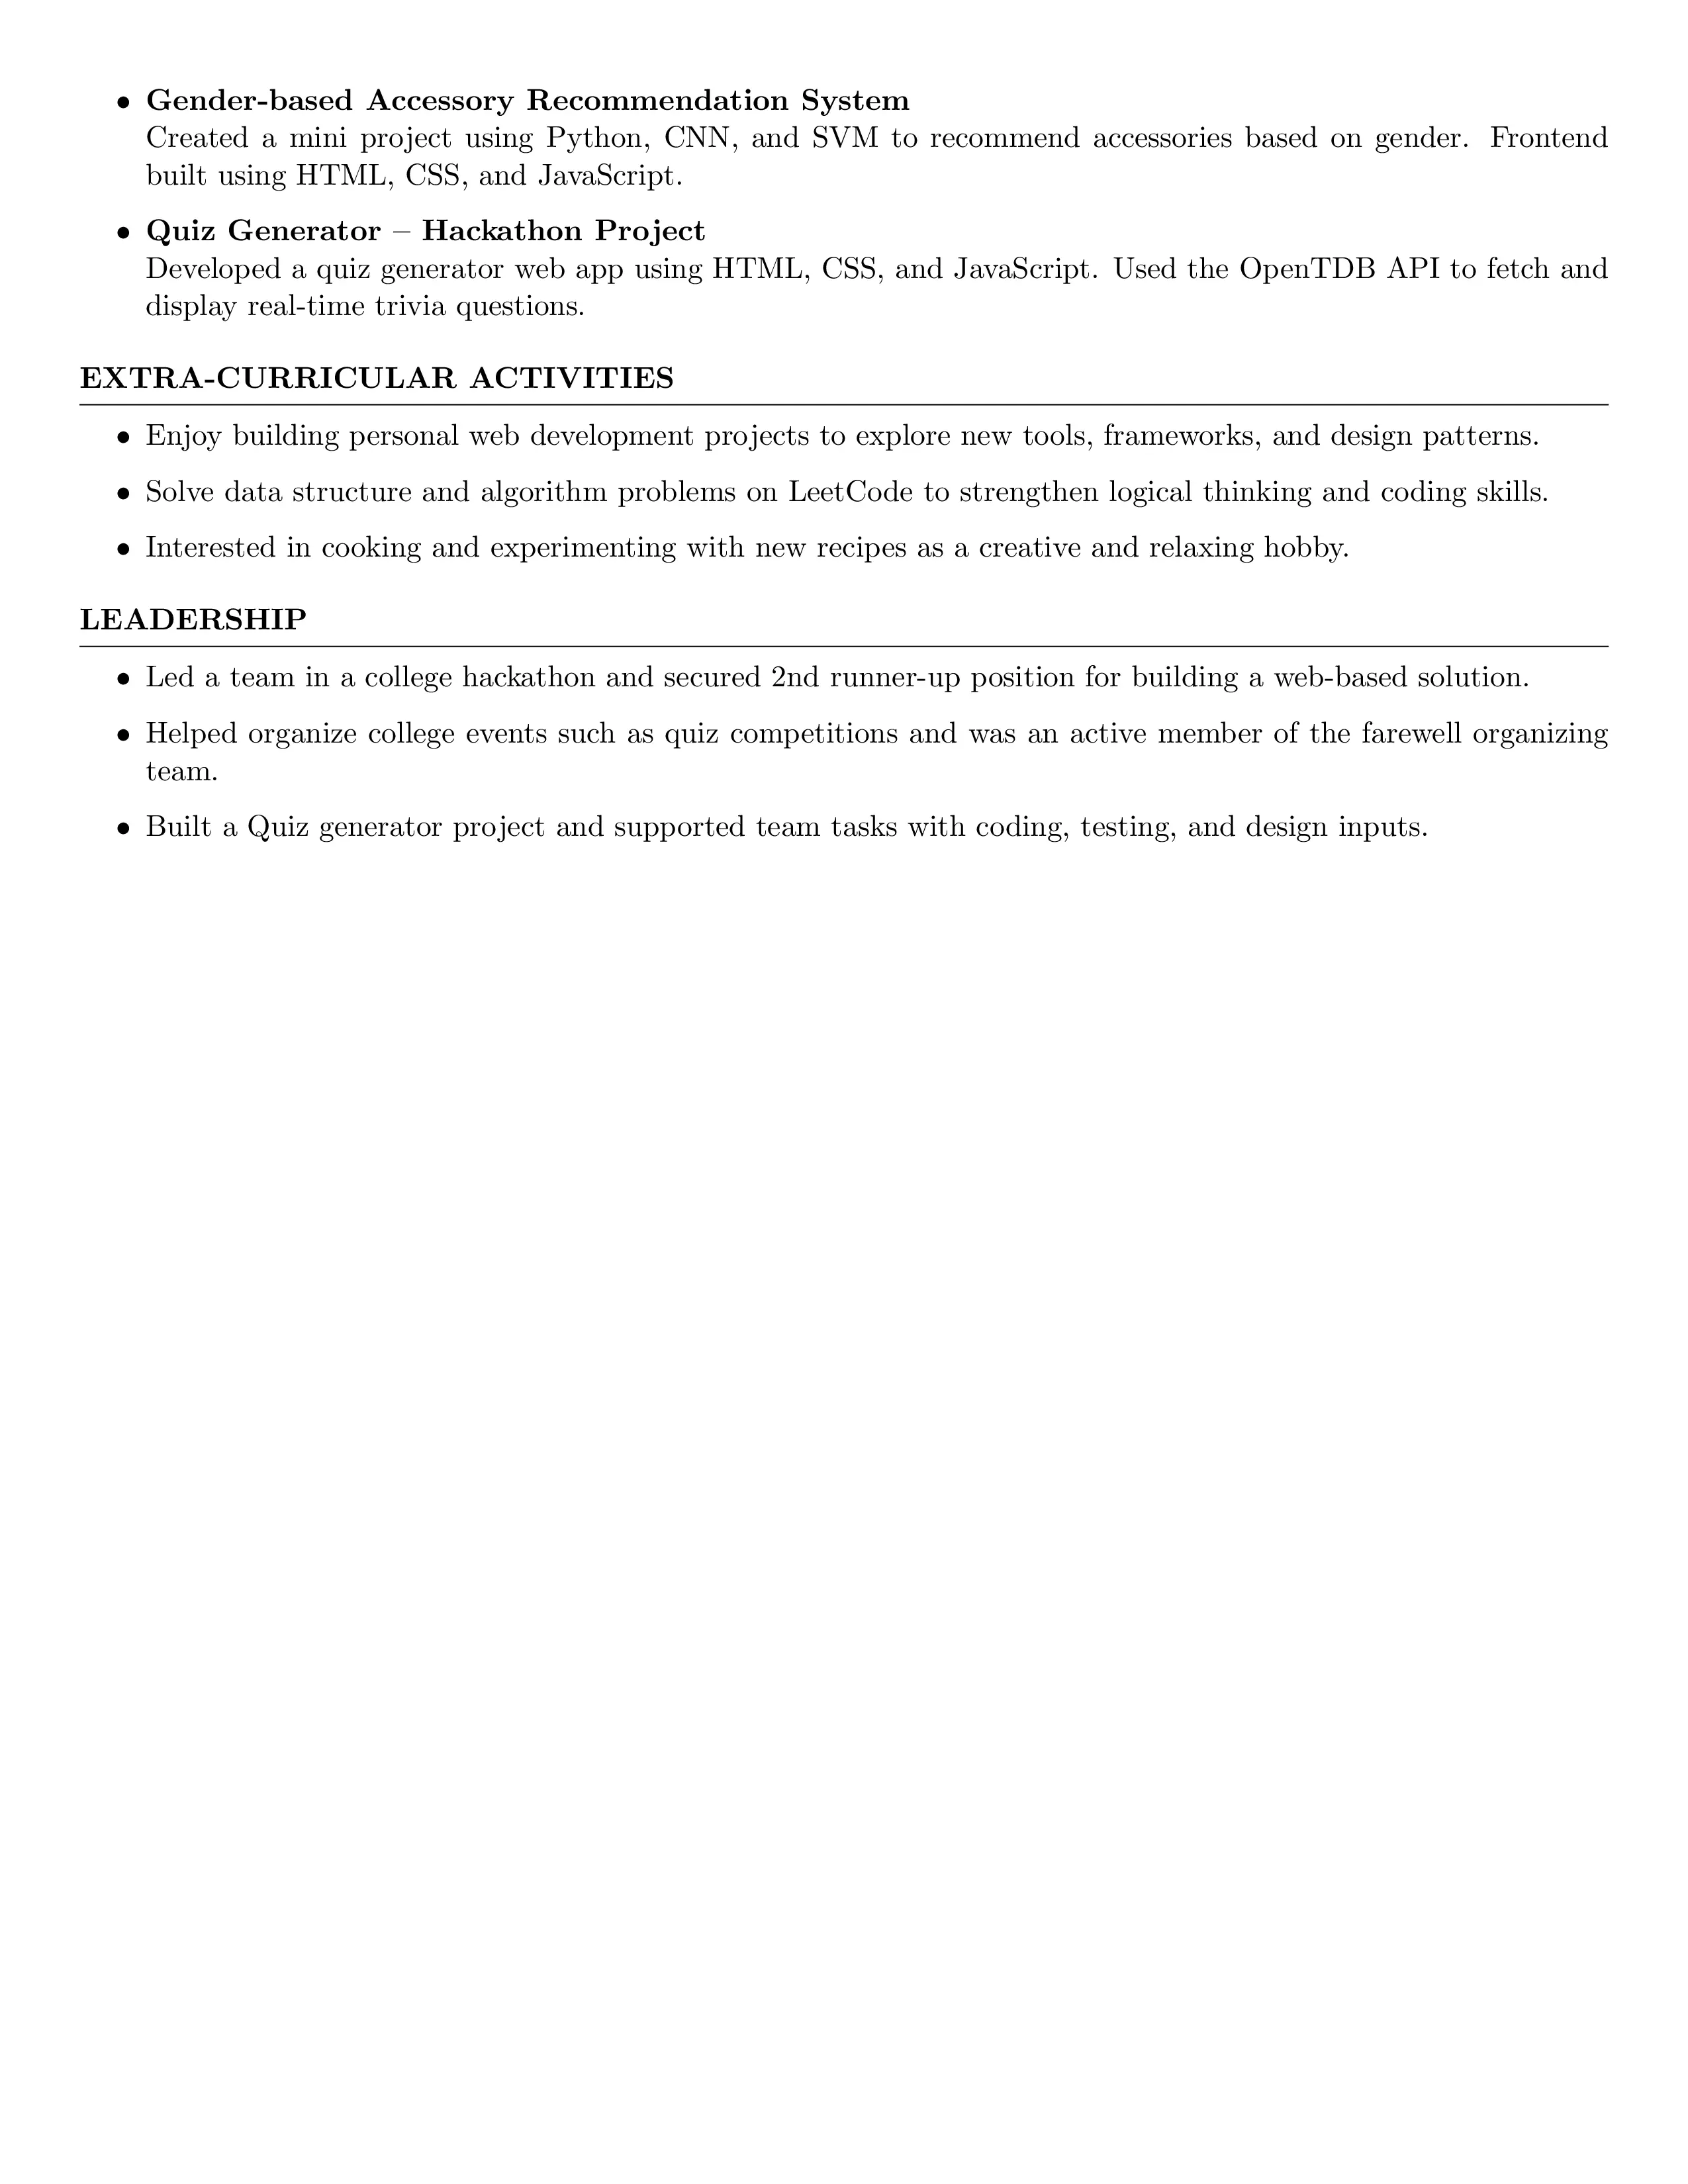 • Gender-based Accessory Recommendation System
Created a mini project using Python, CNN, and SVM to recommend accessories based on gender. Frontend
built using HTML, CSS, and JavaScript.
• Quiz Generator – Hackathon Project
Developed a quiz generator web app using HTML, CSS, and JavaScript. Used the OpenTDB API to fetch and
display real-time trivia questions.
EXTRA-CURRICULAR ACTIVITIES
• Enjoy building personal web development projects to explore new tools, frameworks, and design patterns.
• Solve data structure and algorithm problems on LeetCode to strengthen logical thinking and coding skills.
• Interested in cooking and experimenting with new recipes as a creative and relaxing hobby.
LEADERSHIP
• Led a team in a college hackathon and secured 2nd runner-up position for building a web-based solution.
• Helped organize college events such as quiz competitions and was an active member of the farewell organizing
team.
• Built a Quiz generator project and supported team tasks with coding, testing, and design inputs.